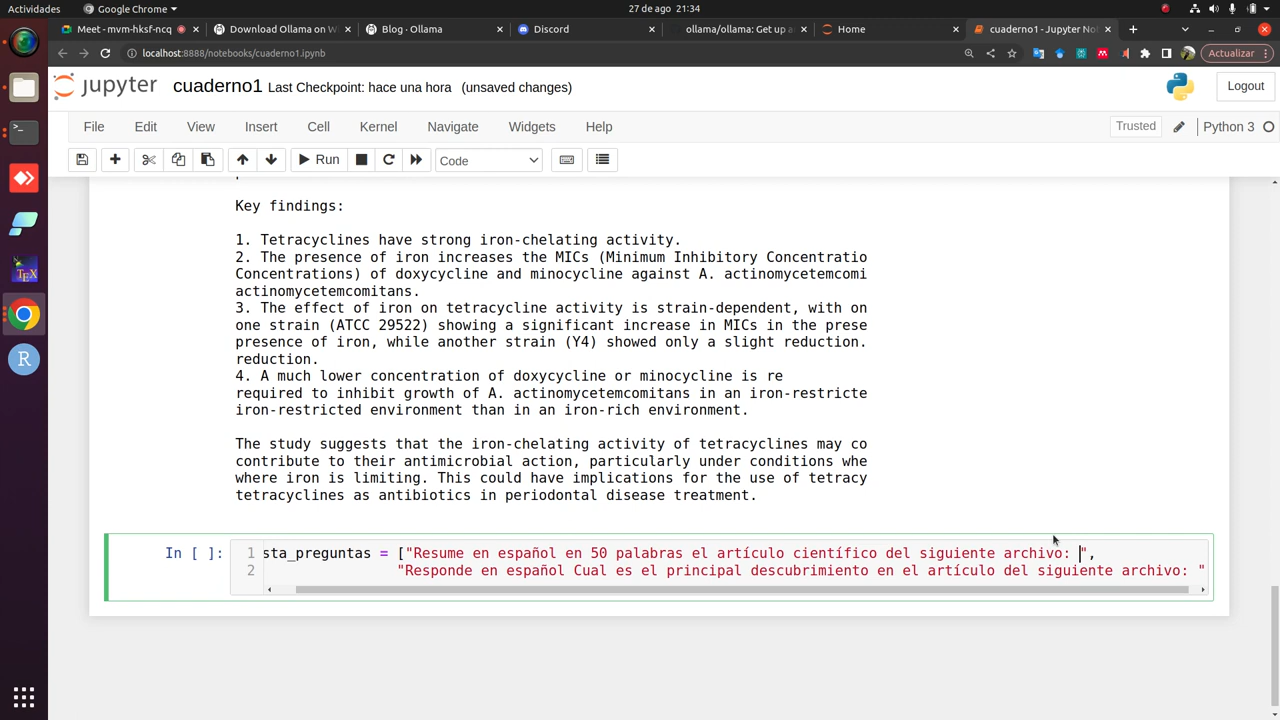 Actividades
Google Chrome
27 de ago 21:34
Meet - mvm-hksf-ncq
Download Ollama on W
Blog · Ollama
Discord
ollama/ollama: Get up a
Home
cuaderno1 - Jupyter No
localhost:8888/notebooks/cuaderno1.ipynb
Actualizar
jupyter
cuaderno1
Last Checkpoint: hace una hora (unsaved changes)
Logout
File Edit View Insert Cell Kernel Navigate Widgets Help
Trusted
Python 3
Run
Code
Key findings:
1. Tetracyclines have strong iron-chelating activity.
2. The presence of iron increases the MICs (Minimum Inhibitory Concentratio
Concentrations) of doxycycline and minocycline against A. actinomycetemcomi
actinomycetemcomitans.
3. The effect of iron on tetracycline activity is strain-dependent, with on
one strain (ATCC 29522) showing a significant increase in MICs in the prese
presence of iron, while another strain (Y4) showed only a slight reduction.
reduction.
4. A much lower concentration of doxycycline or minocycline is re
required to inhibit growth of A. actinomycetemcomitans in an iron-restricte
iron-restricted environment than in an iron-rich environment.
The study suggests that the iron-chelating activity of tetracyclines may co
contribute to their antimicrobial action, particularly under conditions whe
where iron is limiting. This could have implications for the use of tetracy
tetracyclines as antibiotics in periodontal disease treatment.
In [ ]:
1 sta_preguntas = ["Resume en español en 50 palabras el artículo científico del siguiente archivo: ",
2 "Responde en español Cual es el principal descubrimiento en el artículo del siguiente archivo: "